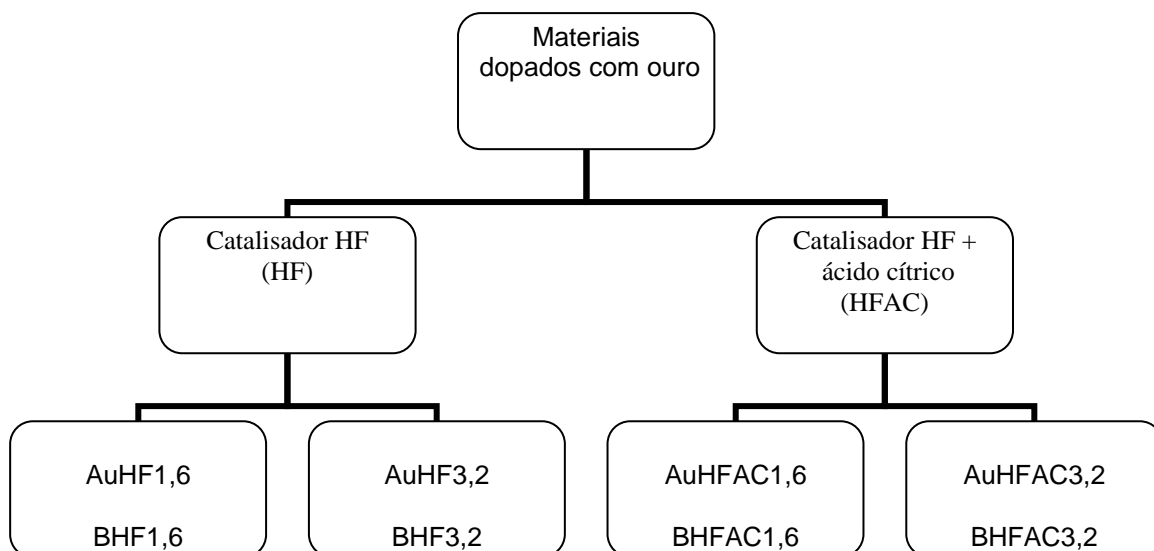 Materiais
dopados com ouro
Catalisador HF
(HF)
Catalisador HF +
ácido cítrico
(HFAC)
AuHF1,6
BHF1,6
AuHF3,2
BHF3,2
AuHFAC1,6
BHFAC1,6
AuHFAC3,2
BHFAC3,2